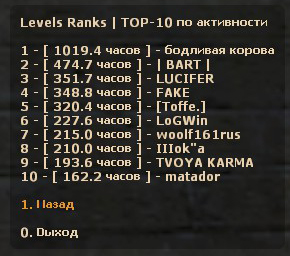 Levels Ranks | TOP-10 по активности
1 - [ 1019.4 часов ] - бодливая корова
2 - [ 474.7 часов ] - | BART |
3 - [ 351.7 часов ] - LUCIFER
4 - [ 348.8 часов ] - FAKE
5 - [ 320.4 часов ] - [Toffe.]
6 - [ 227.6 часов ] - LoGWin
7 - [ 215.0 часов ] - woolf161rus
8 - [ 210.0 часов ] - IIIok"a
9 - [ 193.6 часов ] - TVOYA KARMA
10 - [ 162.2 часов ] - matador
1. Назад
0. Выход